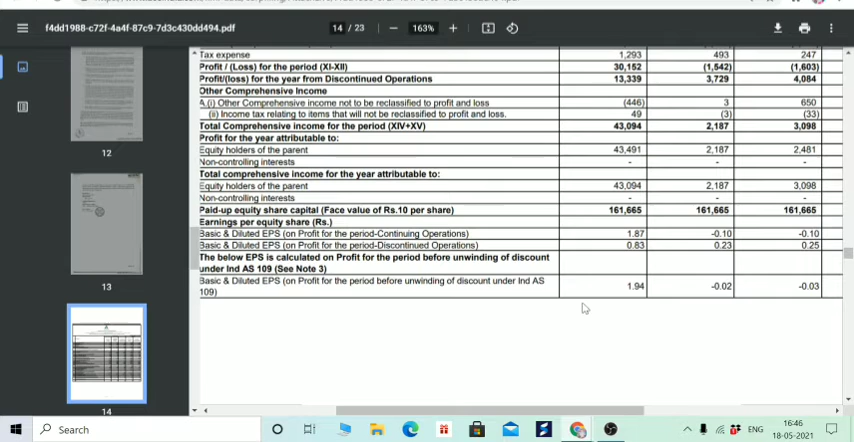 f4dd1988-c72f-4a4f-87c9-7d3c430dd494.pdf 14 / 23 163%
Tax expense 1,293 493 247
Profit / (Loss) for the period (XI-XII) 30,152 (1,542) (1,603)
Profit/(loss) for the year from Discontinued Operations 13,339 3,729 4,084
Other Comprehensive Income
A.(i) Other Comprehensive income not to be reclassified to profit and loss (446) 3 650
(ii) Income tax relating to items that will not be reclassified to profit and loss. 49 (3) (33)
Total Comprehensive income for the period (XIV+XV) 43,094 2,187 3,098
Profit for the year attributable to:
Equity holders of the parent 43,491 2,187 2,481
Non-controlling interests - - -
Total comprehensive income for the year attributable to:
Equity holders of the parent 43,094 2,187 3,098
Non-controlling interests - - -
Paid-up equity share capital (Face value of Rs.10 per share) 161,665 161,665 161,665
Earnings per equity share (Rs.)
Basic & Diluted EPS (on Profit for the period-Continuing Operations) 1.87 -0.10 -0.10
Basic & Diluted EPS (on Profit for the period-Discontinued Operations) 0.83 0.23 0.25
The below EPS is calculated on Profit for the period before unwinding of discount
under Ind AS 109 (See Note 3)
Basic & Diluted EPS (on Profit for the period before unwinding of discount under Ind AS
109) 1.94 -0.02 -0.03
12
13
14
Search
ENG
16:46
18-05-2021